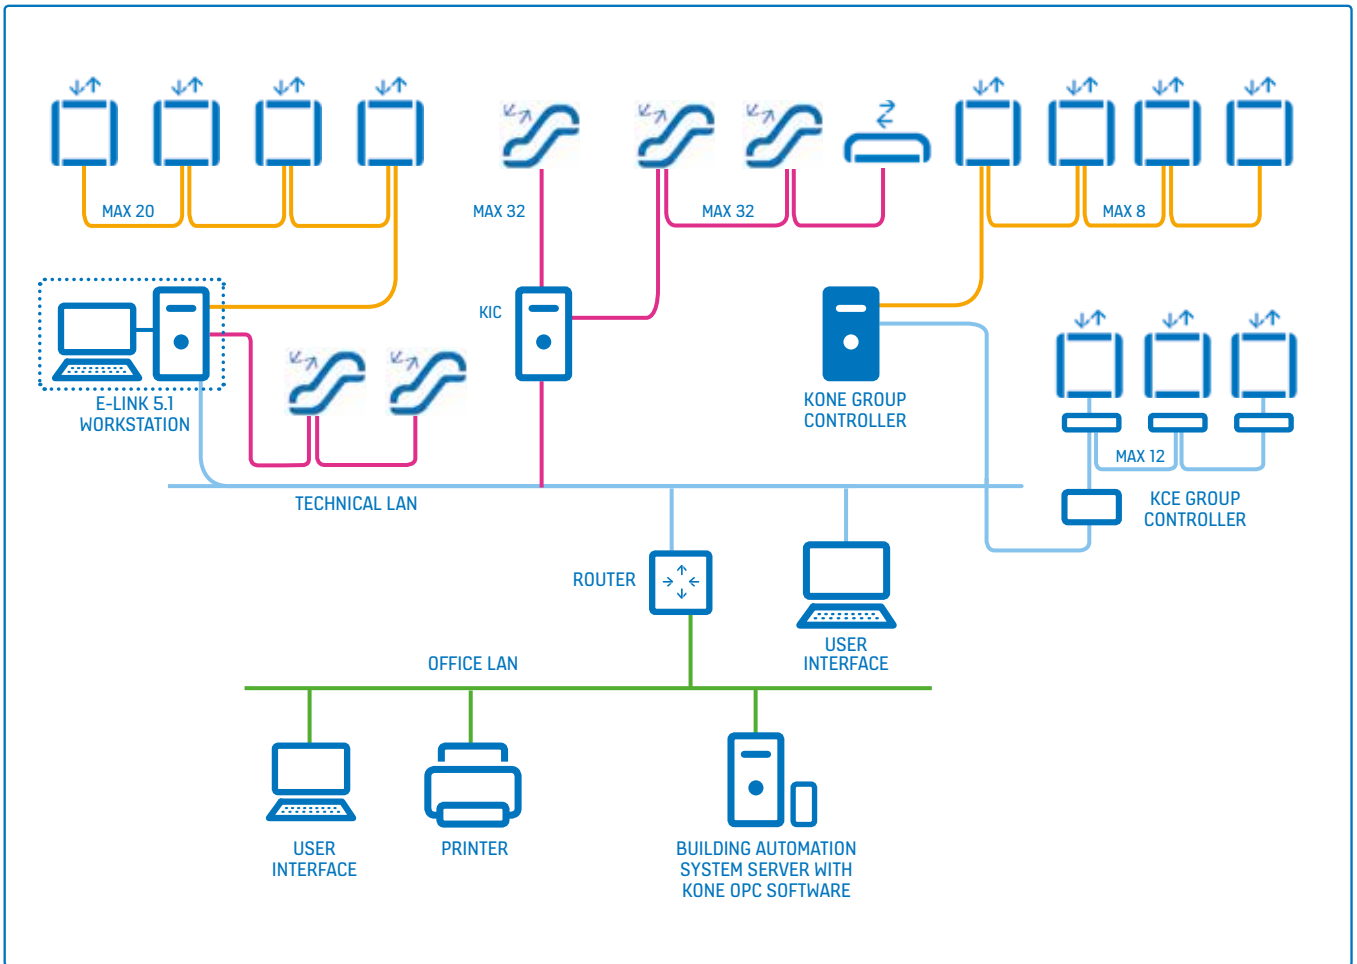 MAX 20
MAX 32
MAX 32
MAX 8
KIC
E-LINK 5.1
WORKSTATION
KONE GROUP
CONTROLLER
MAX 12
KCE GROUP
CONTROLLER
TECHNICAL LAN
ROUTER
USER
INTERFACE
OFFICE LAN
USER
INTERFACE
PRINTER
BUILDING AUTOMATION
SYSTEM SERVER WITH
KONE OPC SOFTWARE